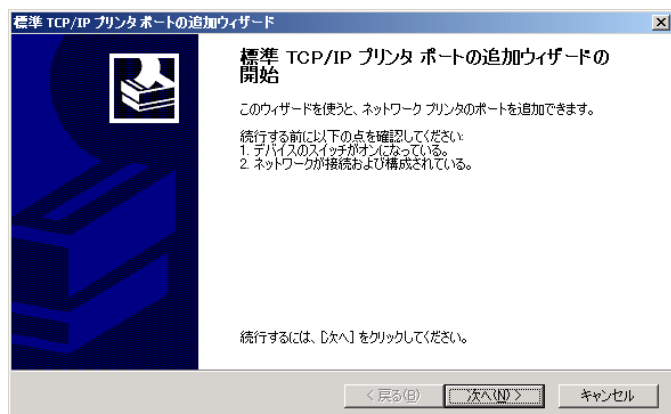 標準 TCP/IP プリンタ ポートの追加ウィザード
標準 TCP/IP プリンタ ポートの追加ウィザードの
開始
このウィザードを使うと、ネットワーク プリンタのポートを追加できます。
続行する前に以下の点を確認してください:
1. デバイスのスイッチがオンになっている。
2. ネットワークが接続および構成されている。
続行するには、[次へ] をクリックしてください。
< 戻る(B)
次へ(N) >
キャンセル